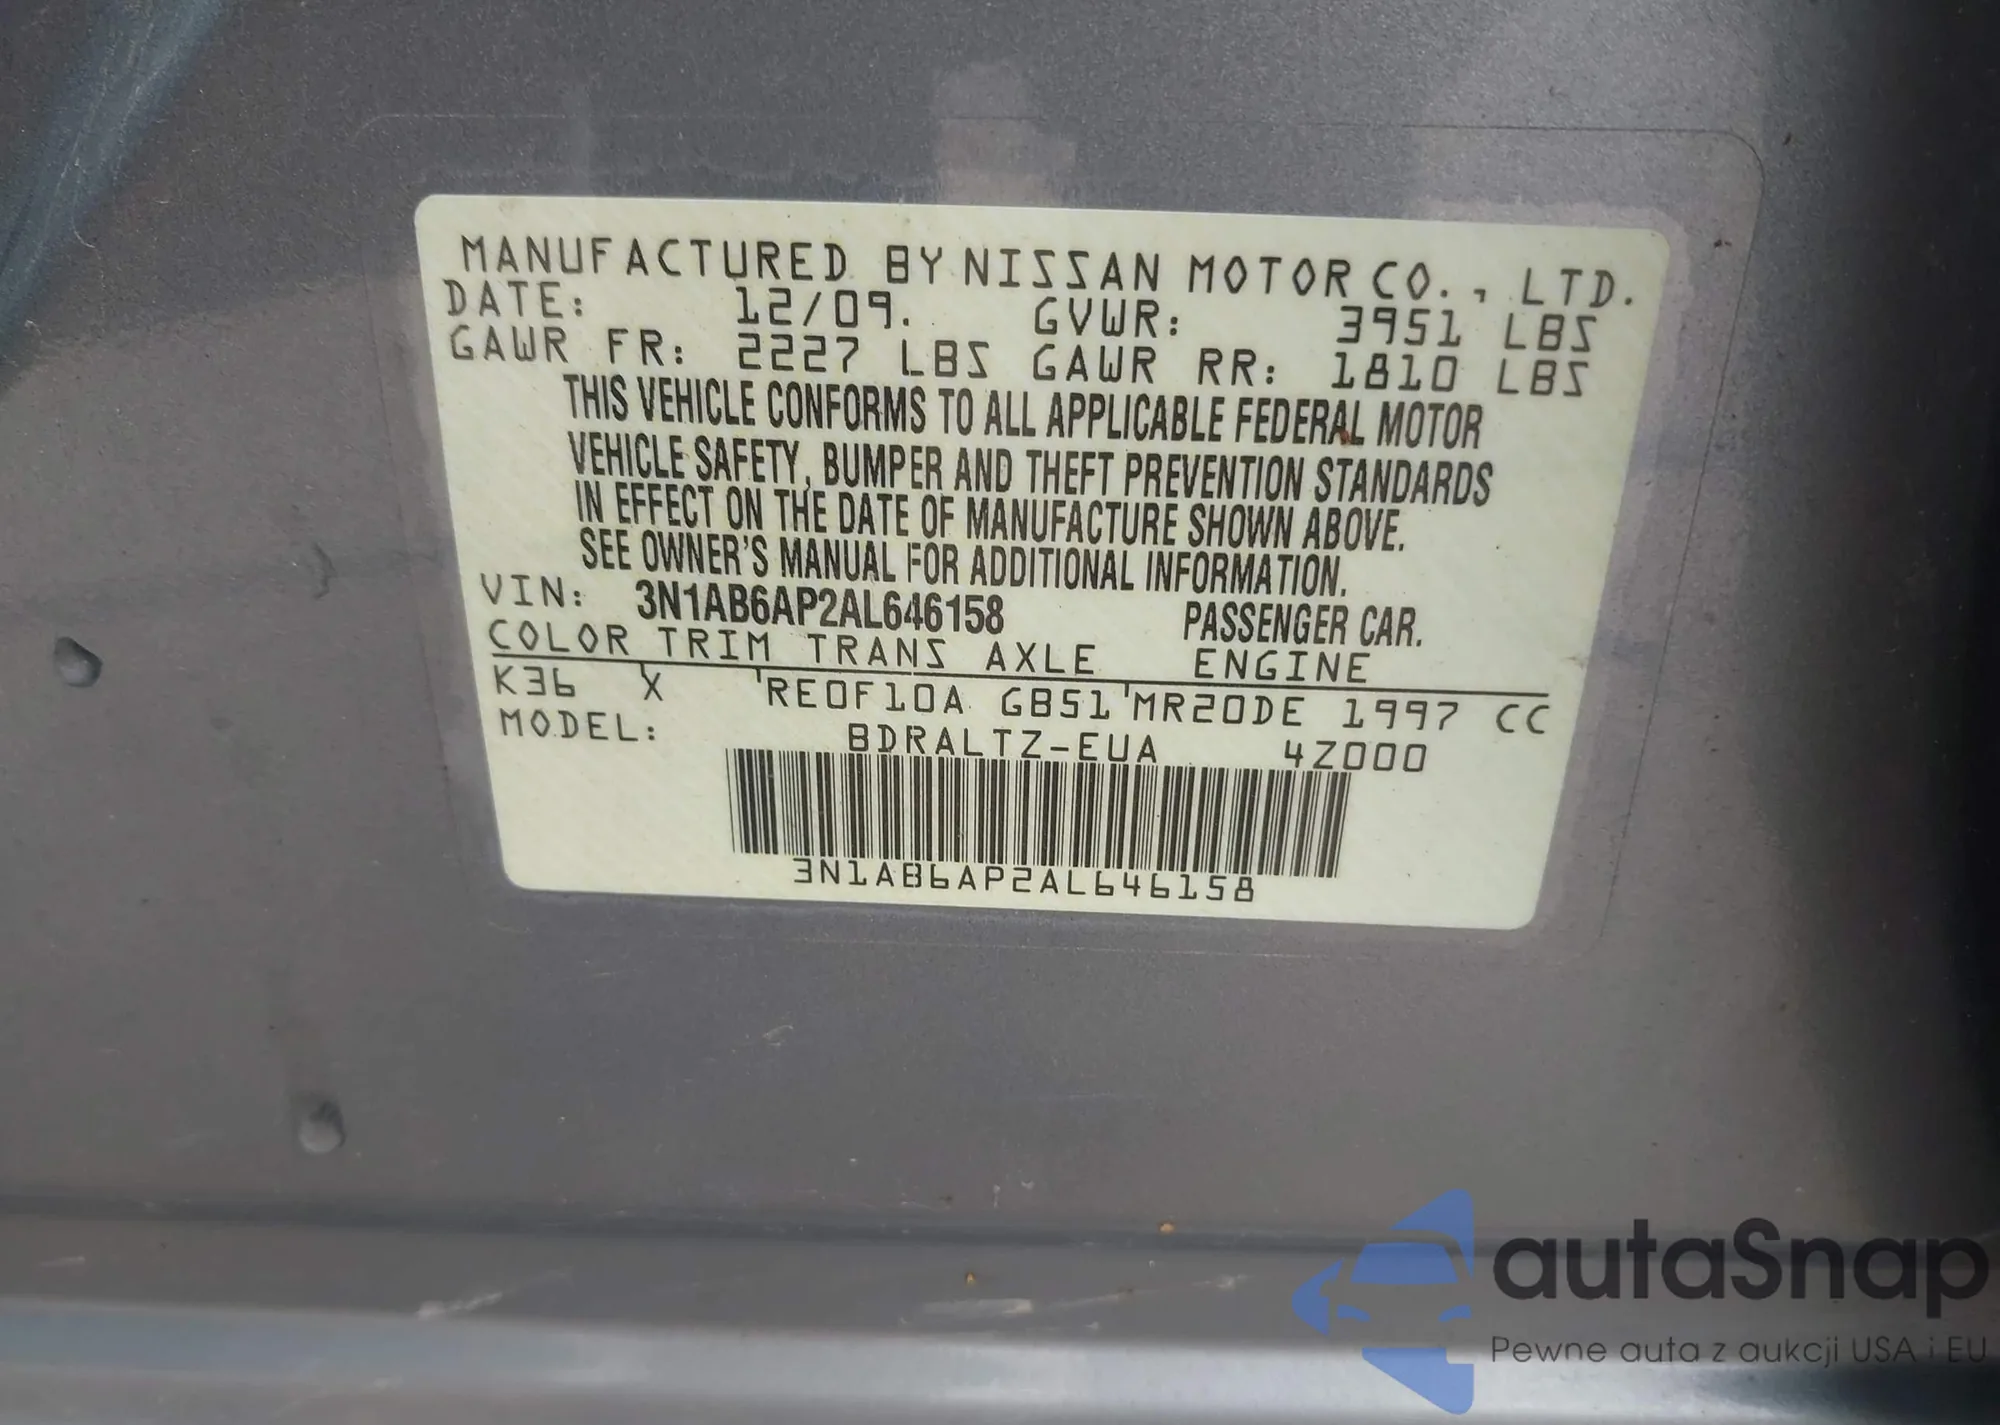 MANUFACTURED BY NISSAN MOTOR CO., LTD.
DATE: 12/09. GVWR: 3951 LBS
GAWR FR: 2227 LBS GAWR RR: 1810 LBS
THIS VEHICLE CONFORMS TO ALL APPLICABLE FEDERAL MOTOR
VEHICLE SAFETY, BUMPER AND THEFT PREVENTION STANDARDS
IN EFFECT ON THE DATE OF MANUFACTURE SHOWN ABOVE.
SEE OWNER'S MANUAL FOR ADDITIONAL INFORMATION.
VIN: 3N1AB6AP2AL646158 PASSENGER CAR.
COLOR TRIM TRANS AXLE ENGINE
K36 X RE0F10A GB51 MR20DE 1997 CC
MODEL: BDRALTZ-EUA 4Z000
3N1AB6AP2AL646158
autaSnap
Pewne auta z aukcji USA i EU